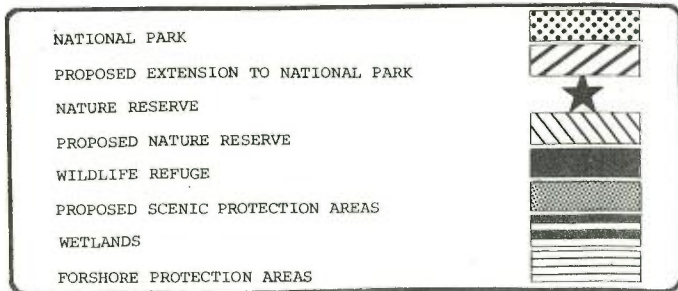 NATIONAL PARK
PROPOSED EXTENSION TO NATIONAL PARK
NATURE RESERVE
PROPOSED NATURE RESERVE
WILDLIFE REFUGE
PROPOSED SCENIC PROTECTION AREAS
WETLANDS
FORSHORE PROTECTION AREAS